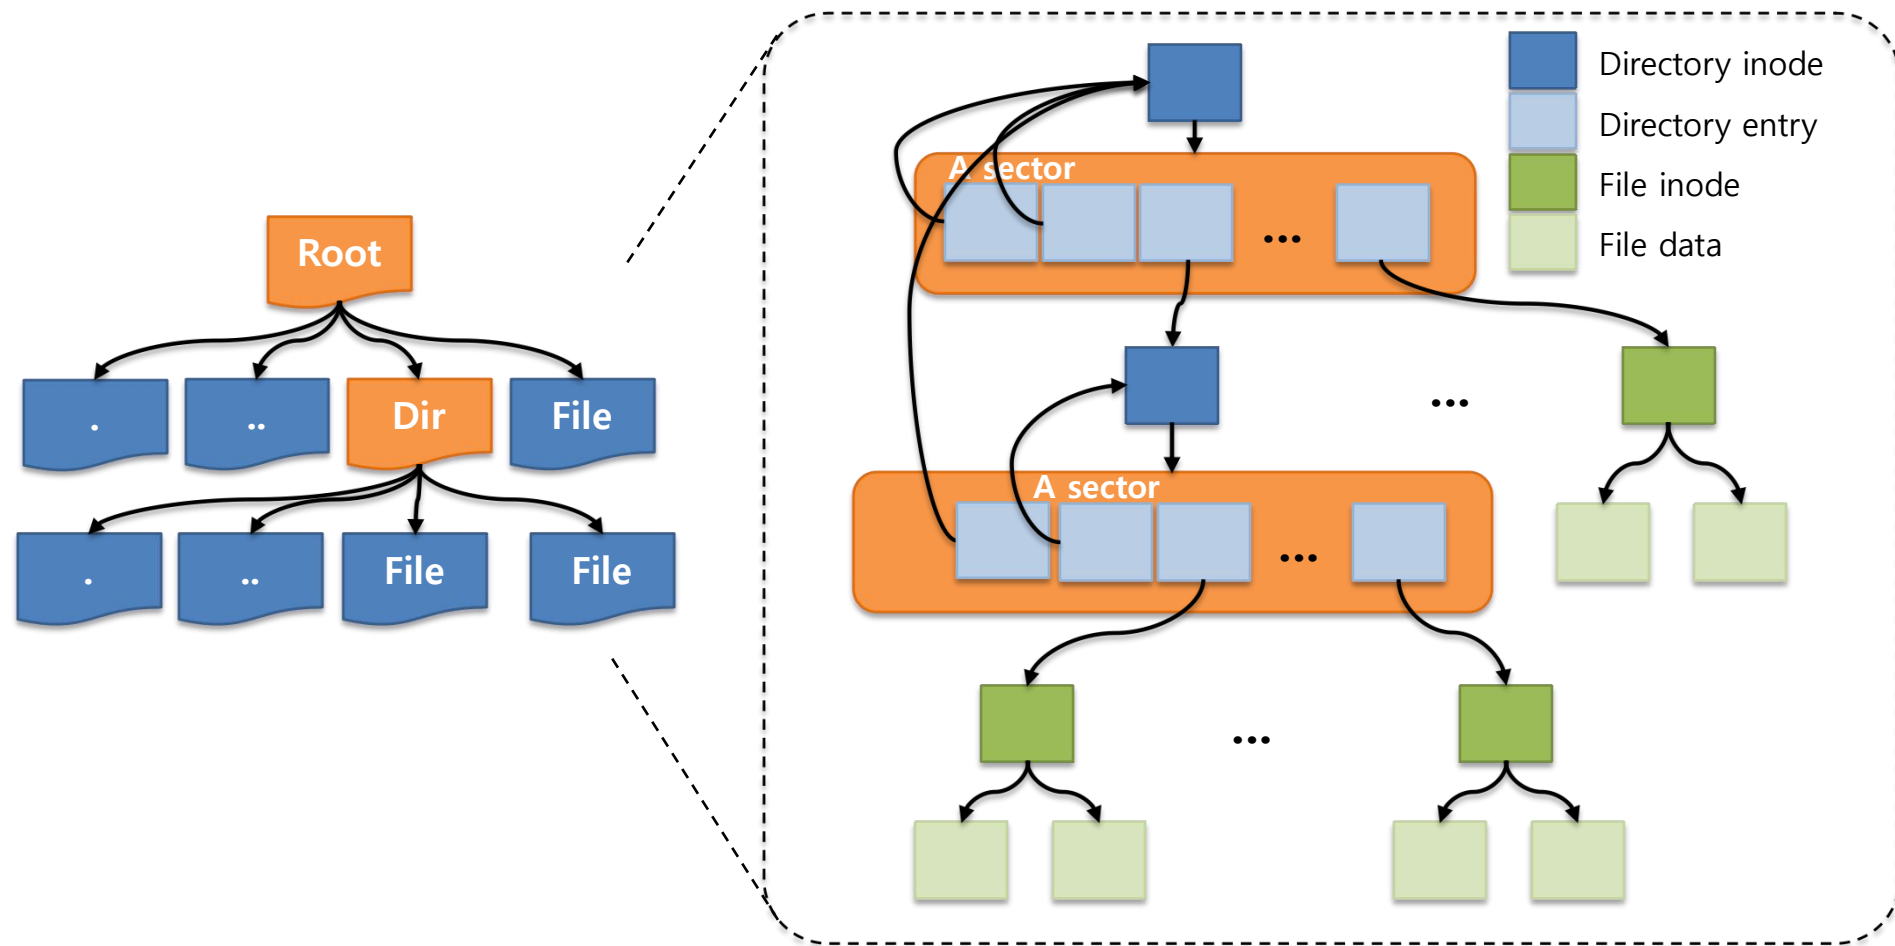 Root
.
..
Dir
File
.
..
File
File
A sector
...
...
A sector
...
...
Directory inode
Directory entry
File inode
File data